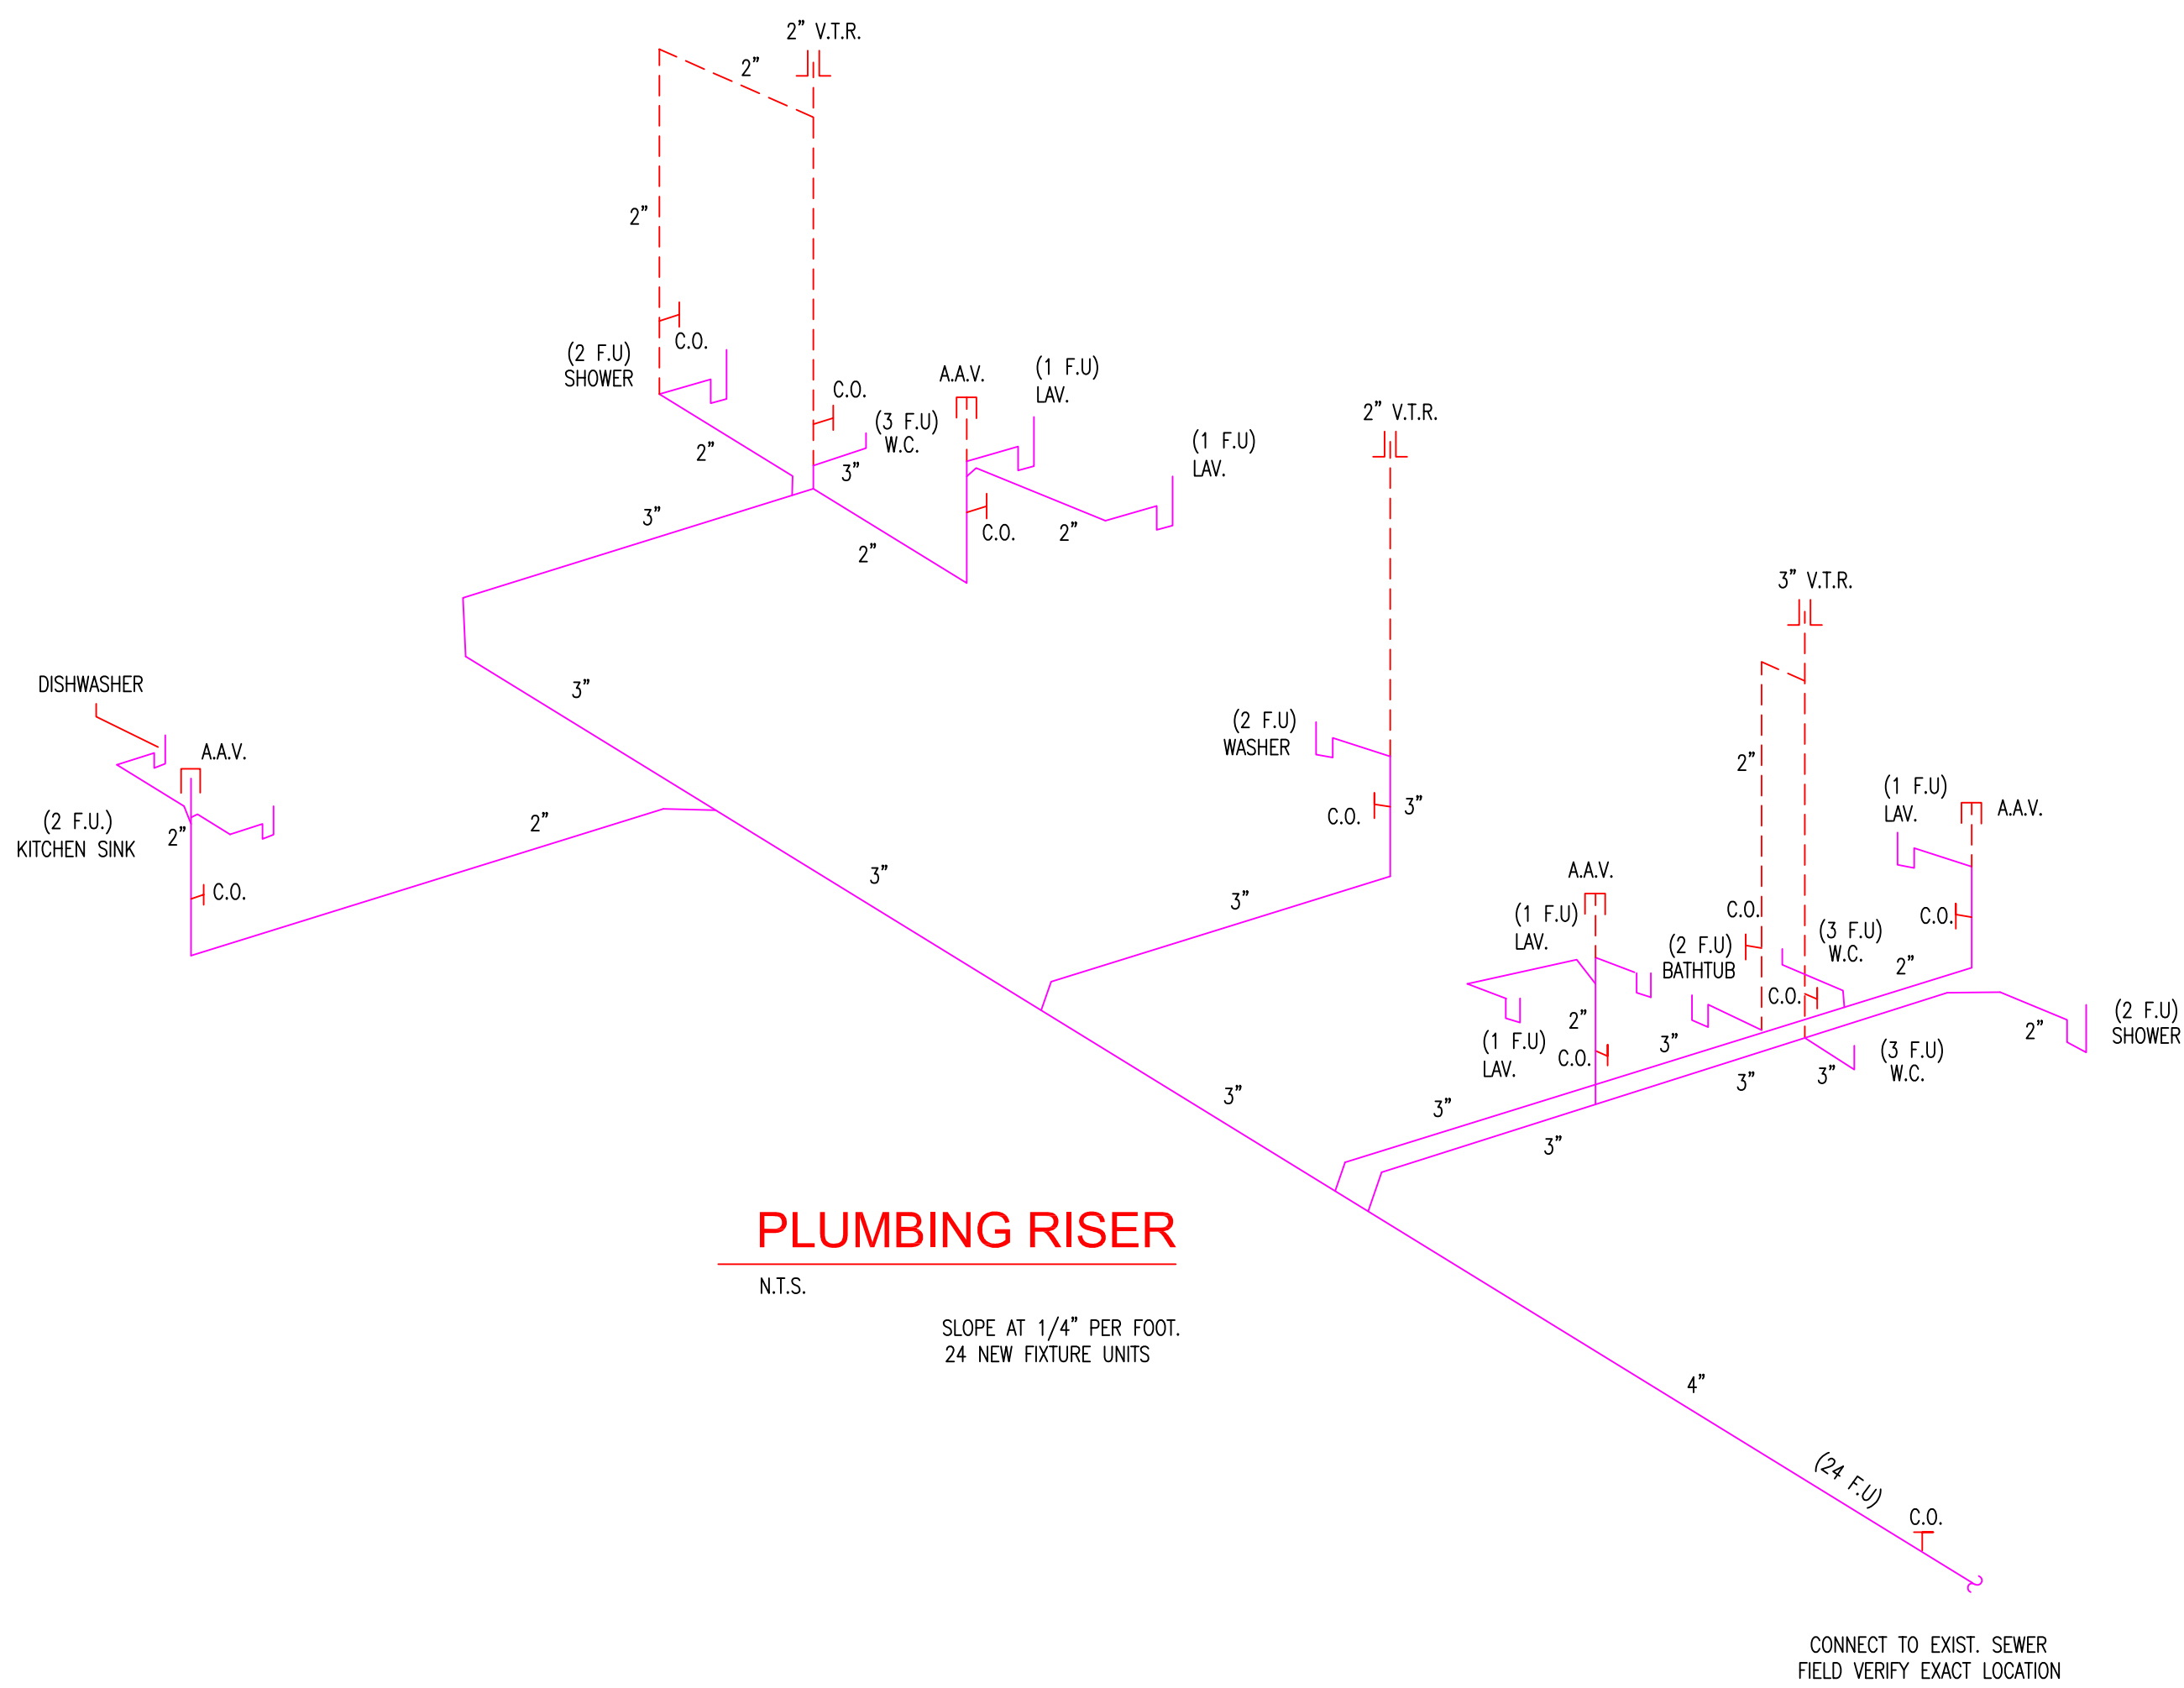 2” V.T.R.
2”
2”
C.O.
(2 F.U)
SHOWER
2”
C.O.
(3 F.U)
W.C.
3”
A.A.V.
(1 F.U)
LAV.
(1 F.U)
LAV.
C.O.
2”
2”
3”
2” V.T.R.
3”
DISHWASHER
A.A.V.
(2 F.U.)
KITCHEN SINK
2”
C.O.
2”
3”
(2 F.U)
WASHER
C.O.
3”
3”
3” V.T.R.
2”
C.O.
(2 F.U)
BATHTUB
(3 F.U)
W.C.
C.O.
(1 F.U)
LAV.
A.A.V.
C.O.
2”
A.A.V.
(1 F.U)
LAV.
(1 F.U)
LAV.
2”
C.O.
3”
3”
3”
(3 F.U)
W.C.
2”
(2 F.U)
SHOWER
3”
3”
3”
PLUMBING RISER
N.T.S.
SLOPE AT 1/4” PER FOOT.
24 NEW FIXTURE UNITS
4”
(24 F.U)
C.O.
CONNECT TO EXIST. SEWER
FIELD VERIFY EXACT LOCATION